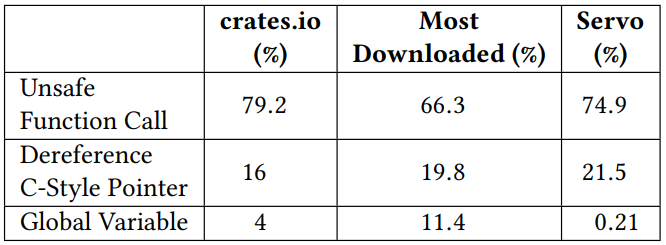 crates.io (%) Most Downloaded (%) Servo (%)
Unsafe Function Call 79.2 66.3 74.9
Dereference C-Style Pointer 16 19.8 21.5
Global Variable 4 11.4 0.21